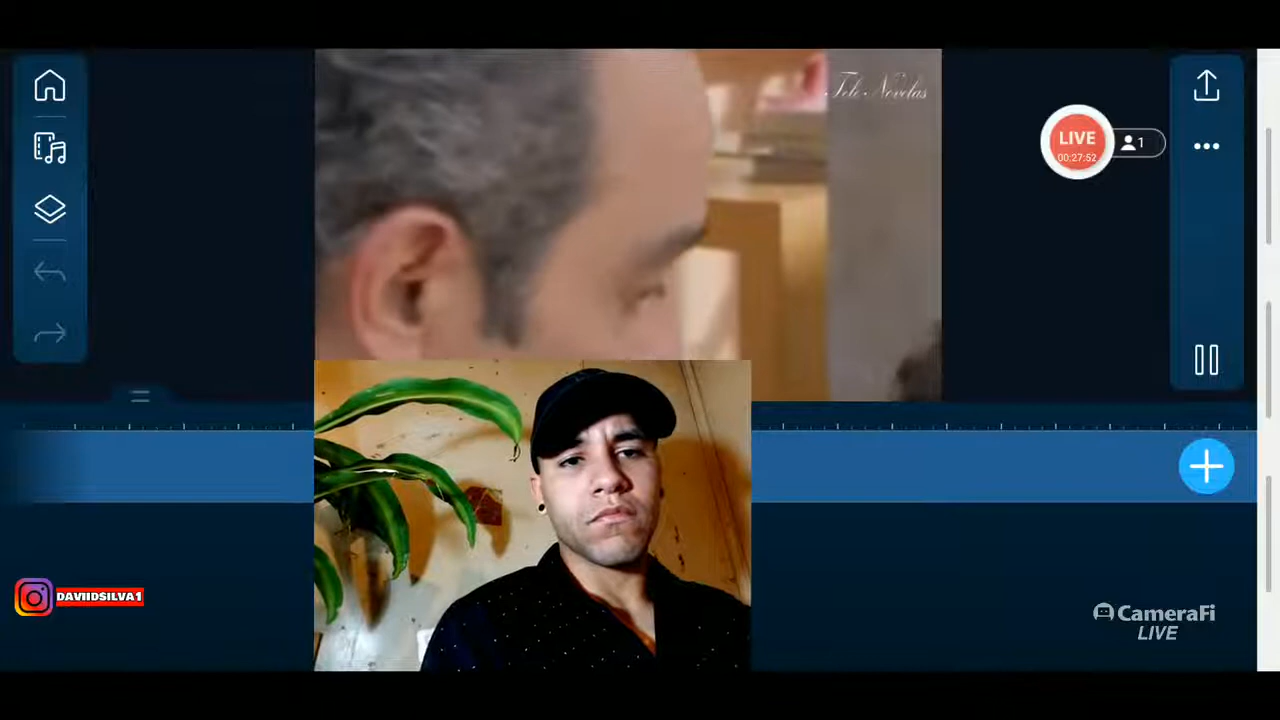 Tele Novelas
LIVE
1
00:27:52
DAVIIDSILVA1
CameraFi
LIVE